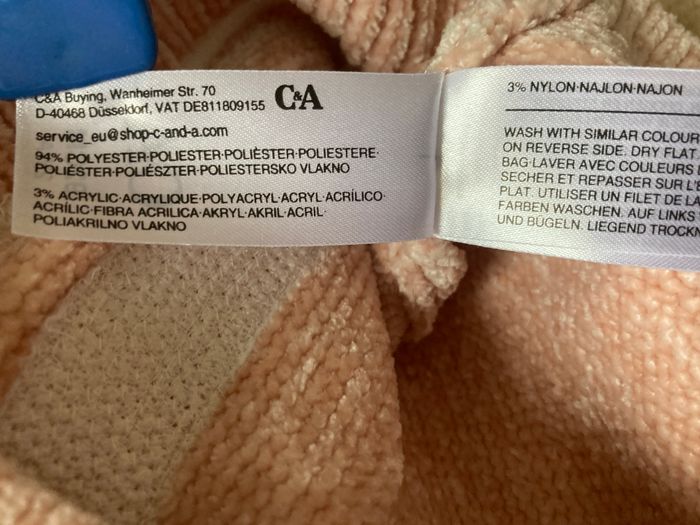 C&A Buying, Wanheimer Str. 70
D-40468 Düsseldorf, VAT DE811809155
C&A
service_eu@shop-c-and-a.com
94% POLYESTER·POLIESTER·POLIÈSTER·POLIESTERE·
POLIÉSTER·POLIÉSZTER·POLIESTERSKO VLAKNO
3% ACRYLIC·ACRYLIQUE·POLYACRYL·ACRYL·ACRÍLICO·
ACRÍLIC·FIBRA ACRILICA·AKRYL·AKRIL·ACRIL·
POLIAKRILNO VLAKNO
3% NYLON·NAJLON·NAJON
WASH WITH SIMILAR COLOUR
ON REVERSE SIDE. DRY FLAT.
BAG·LAVER AVEC COULEURS
SECHER ET REPASSER SUR L'
PLAT. UTILISER UN FILET DE LA
FARBEN WASCHEN. AUF LINKS
UND BÜGELN. LIEGEND TROCKN